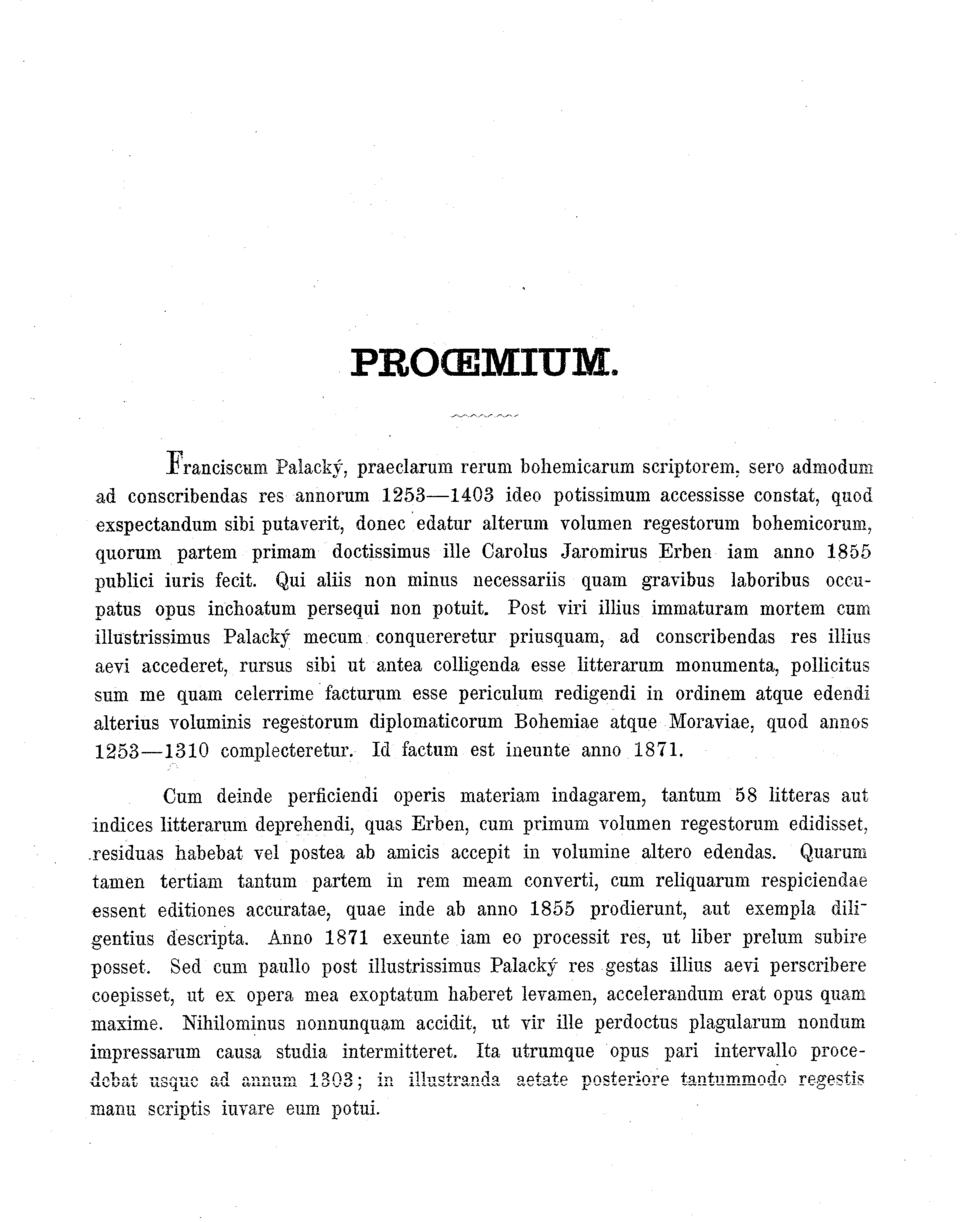 PROŒMIUM.
Franciscum Palacký, praeclarum rerum bohemicarum scriptorem, sero admodum
ad conscribendas res annorum 1253—1403 ideo potissimum accessisse constat, quod
exspectandum sibi putaverit, donec edatur alterum volumen regestorum bohemicorum,
quorum partem primam doctissimus ille Carolus Jaromirus Erben iam anno 1855
publici iuris fecit. Qui aliis non minus necessariis quam gravibus laboribus occu-
patus opus inchoatum persequi non potuit. Post viri illius immaturam mortem cum
illustrissimus Palacký mecum conquereretur priusquam, ad conscribendas res illius
aevi accederet, rursus sibi ut antea colligenda esse litterarum monumenta, pollicitus
sum me quam celerrime facturum esse periculum redigendi in ordinem atque edendi
alterius voluminis regestorum diplomaticorum Bohemiae atque Moraviae, quod annos
1253—1310 complecteretur. Id factum est ineunte anno 1871.
Cum deinde perficiendi operis materiam indagarem, tantum 58 litteras aut
indices litterarum deprehendi, quas Erben, cum primum volumen regestorum edidisset,
residuas habebat vel postea ab amicis accepit in volumine altero edendas. Quarum
tamen tertiam tantum partem in rem meam converti, cum reliquarum respiciendae
essent editiones accuratae, quae inde ab anno 1855 prodierunt, aut exempla dili-
gentius descripta. Anno 1871 exeunte iam eo processit res, ut liber prelum subire
posset. Sed cum paullo post illustrissimus Palacký res gestas illius aevi perscribere
coepisset, ut ex opera mea exoptatum haberet levamen, accelerandum erat opus quam
maxime. Nihilominus nonnunquam accidit, ut vir ille perdoctus plagularum nondum
impressarum causa studia intermitteret. Ita utrumque opus pari intervallo proce-
debat usque ad annum 1303; in illustranda aetate posteriore tantummodo regestis
manu scriptis iuvare eum potui.